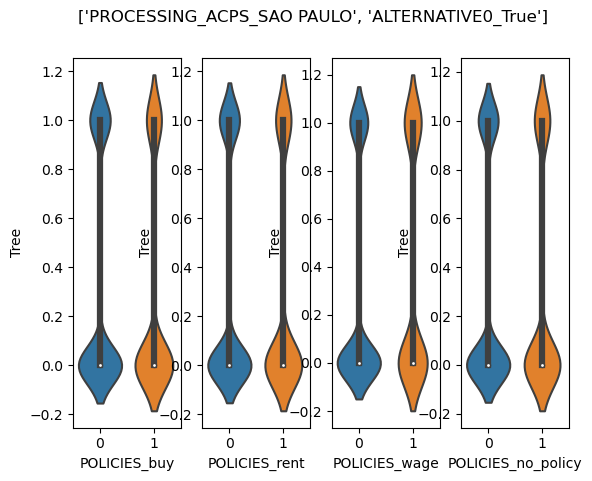 ['PROCESSING_ACPS_SAO PAULO', 'ALTERNATIVE0_True']
1.2 1.2 1.2 1.2
1.0 1.0 1.0 1.0
0.8 0.8 0.8 0.8
0.6 0.6 0.6 0.6
Tree Tree Tree Tree
0.4 0.4 0.4 0.4
0.2 0.2 0.2 0.2
0.0 0.0 0.0 0.0
−0.2 −0.2 −0.2 −0.2
0 1 0 1 0 1 0 1
POLICIES_buy POLICIES_rent POLICIES_wage POLICIES_no_policy